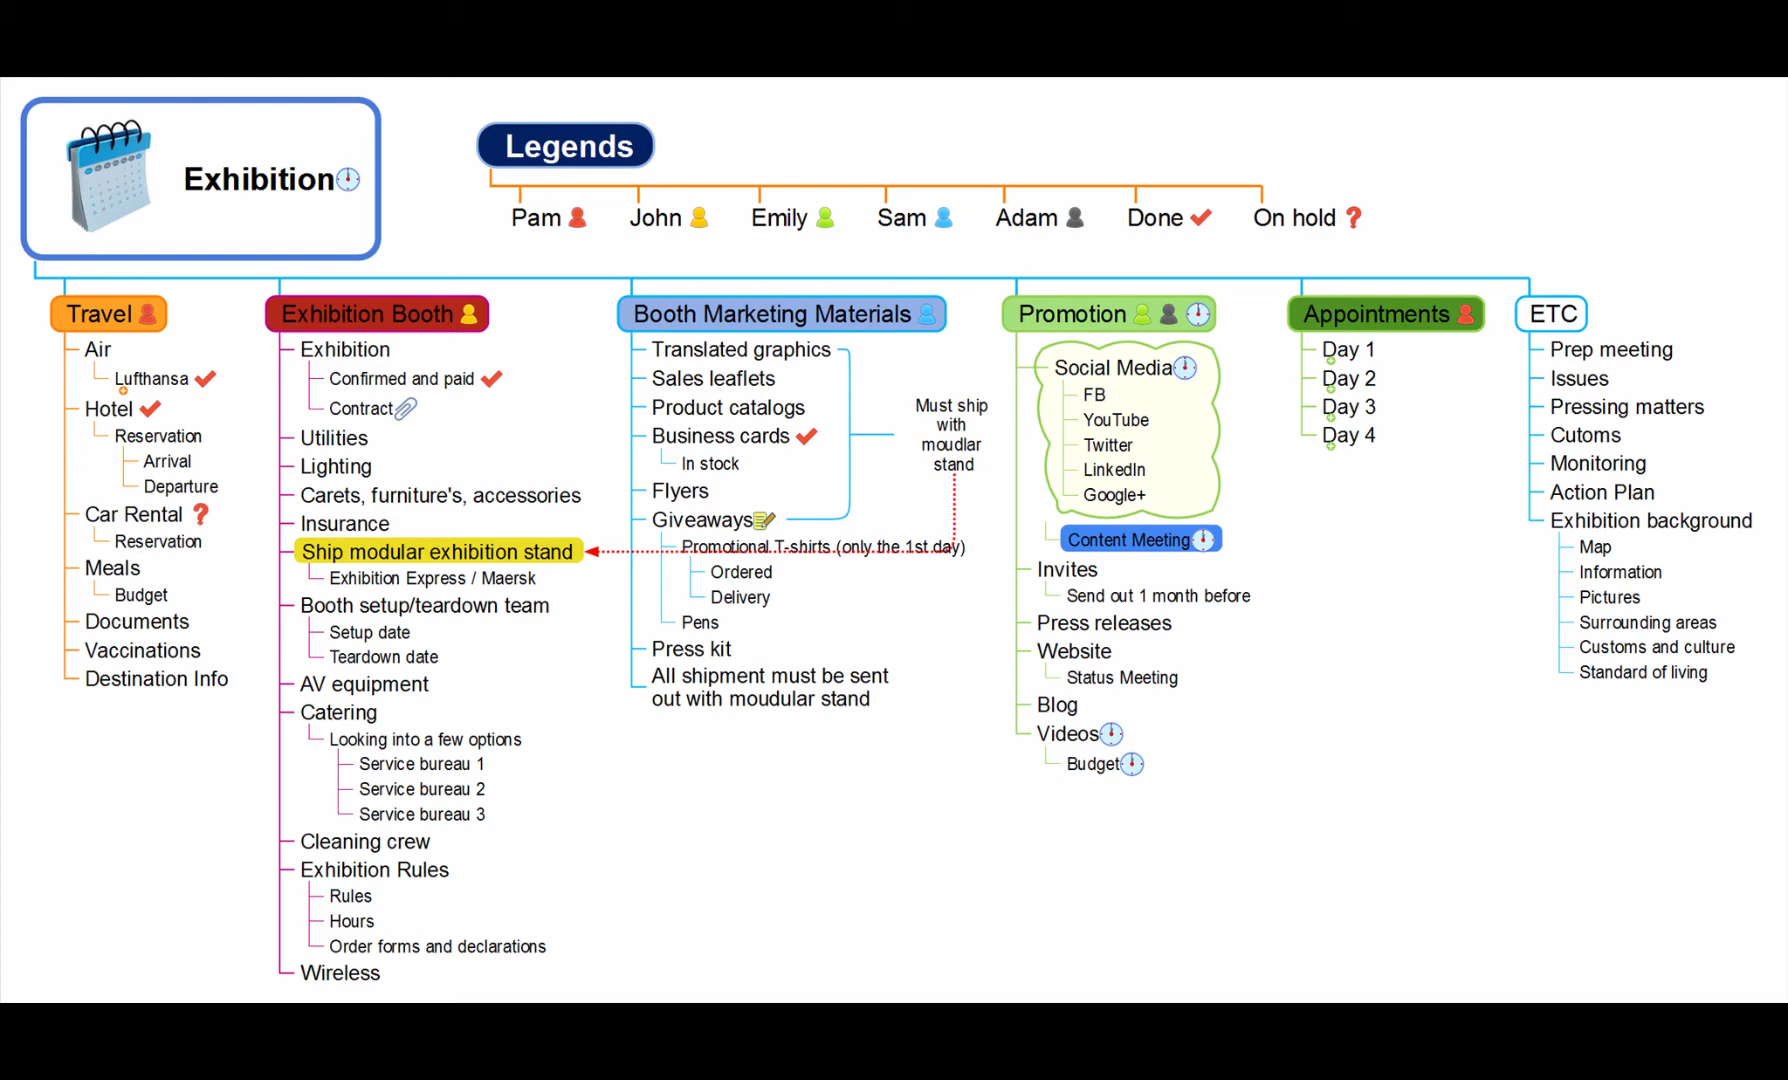 Exhibition
Legends
Pam
John
Emily
Sam
Adam
Done
On hold
Travel
Air
Lufthansa
Hotel
Reservation
Arrival
Departure
Car Rental
Reservation
Meals
Budget
Documents
Vaccinations
Destination Info
Exhibition Booth
Exhibition
Confirmed and paid
Contract
Utilities
Lighting
Carets, furniture's, accessories
Insurance
Ship modular exhibition stand
Exhibition Express / Maersk
Booth setup/teardown team
Setup date
Teardown date
AV equipment
Catering
Looking into a few options
Service bureau 1
Service bureau 2
Service bureau 3
Cleaning crew
Exhibition Rules
Rules
Hours
Order forms and declarations
Wireless
Booth Marketing Materials
Translated graphics
Sales leaflets
Product catalogs
Business cards
In stock
Flyers
Giveaways
Promotional T-shirts (only the 1st day)
Ordered
Delivery
Pens
Press kit
All shipment must be sent
out with moudular stand
Must ship
with
moudlar
stand
Promotion
Social Media
FB
YouTube
Twitter
LinkedIn
Google+
Content Meeting
Invites
Send out 1 month before
Press releases
Website
Status Meeting
Blog
Videos
Budget
Appointments
Day 1
Day 2
Day 3
Day 4
ETC
Prep meeting
Issues
Pressing matters
Cutoms
Monitoring
Action Plan
Exhibition background
Map
Information
Pictures
Surrounding areas
Customs and culture
Standard of living